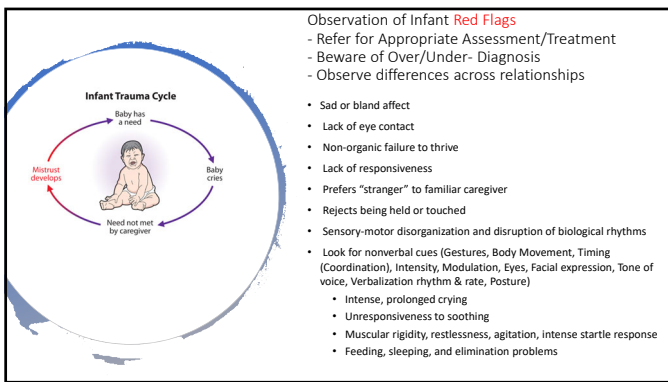 Observation of Infant Red Flags
- Refer for Appropriate Assessment/Treatment
- Beware of Over/Under- Diagnosis
- Observe differences across relationships
Infant Trauma Cycle
Baby has
a need
Baby
cries
Need not met
by caregiver
Mistrust
develops
• Sad or bland affect
• Lack of eye contact
• Non-organic failure to thrive
• Lack of responsiveness
• Prefers “stranger” to familiar caregiver
• Rejects being held or touched
• Sensory-motor disorganization and disruption of biological rhythms
• Look for nonverbal cues (Gestures, Body Movement, Timing
(Coordination), Intensity, Modulation, Eyes, Facial expression, Tone of
voice, Verbalization rhythm & rate, Posture)
• Intense, prolonged crying
• Unresponsiveness to soothing
• Muscular rigidity, restlessness, agitation, intense startle response
• Feeding, sleeping, and elimination problems